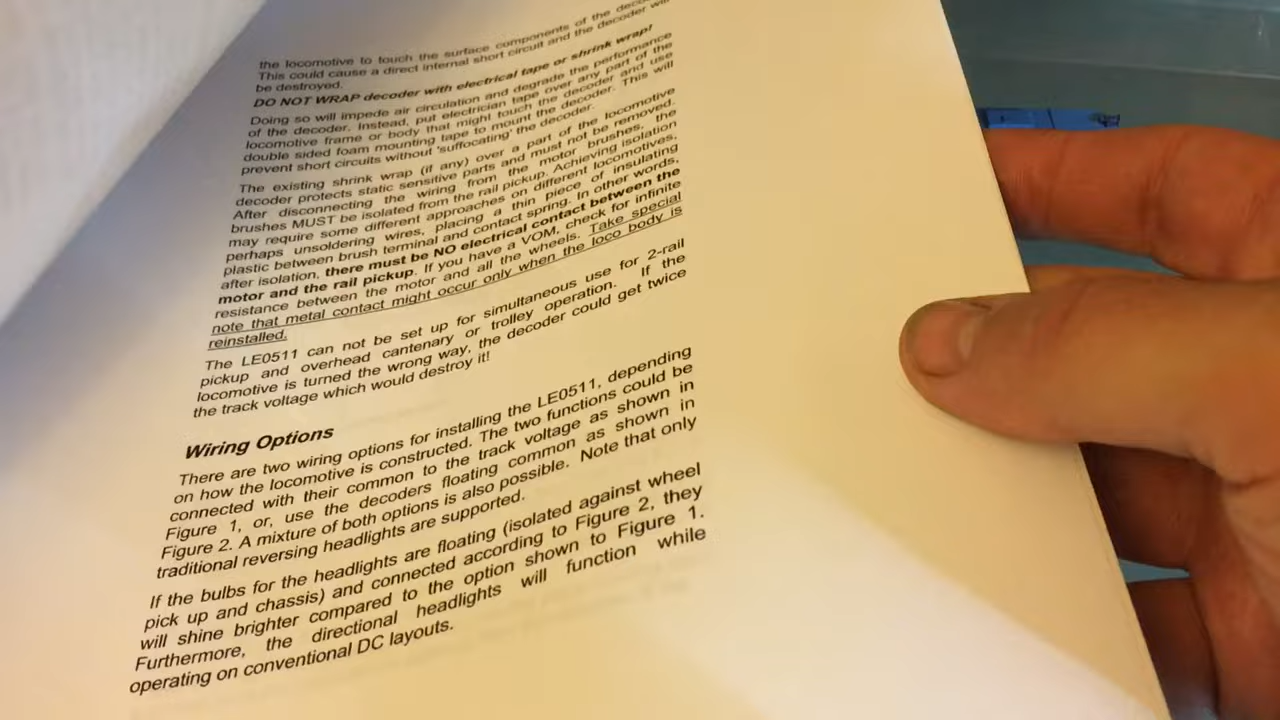 the locomotive to touch the surface components of the
This could cause a direct internal short circuit and the decoder will
be destroyed.
DO NOT WRAP decoder with electrical tape or shrink wrap!
Doing so will impede air circulation and degrade the performance
of the decoder. Instead, put electrician tape over any part of the
locomotive frame or body that might touch the decoder and use
double sided foam mounting tape to mount the decoder. This will
prevent short circuits without 'suffocating' the decoder.
The existing shrink wrap (if any) over a part of the locomotive
decoder protects static sensitive parts and must not be removed.
After disconnecting the wiring from the motor brushes, the
brushes MUST be isolated from the rail pickup. Achieving isolation
may require some different approaches on different locomotives,
perhaps unsoldering wires, placing a thin piece of insulating
plastic between brush terminal and contact spring. In other words,
after isolation, there must be NO electrical contact between the
motor and the rail pickup. If you have a VOM, check for infinite
resistance between the motor and all the wheels. Take special
note that metal contact might occur only when the loco body is
reinstalled.
The LE0511 can not be set up for simultaneous use for 2-rail
pickup and overhead cantenary or trolley operation. If the
locomotive is turned the wrong way, the decoder could get twice
the track voltage which would destroy it!
Wiring Options
There are two wiring options for installing the LE0511, depending
on how the locomotive is constructed. The two functions could be
connected with their common to the track voltage as shown in
Figure 1, or, use the decoders floating common as shown in
Figure 2. A mixture of both options is also possible. Note that only
traditional reversing headlights are supported.
If the bulbs for the headlights are floating (isolated against wheel
pick up and chassis) and connected according to Figure 2, they
will shine brighter compared to the option shown to Figure 1.
Furthermore, the directional headlights will function while
operating on conventional DC layouts.